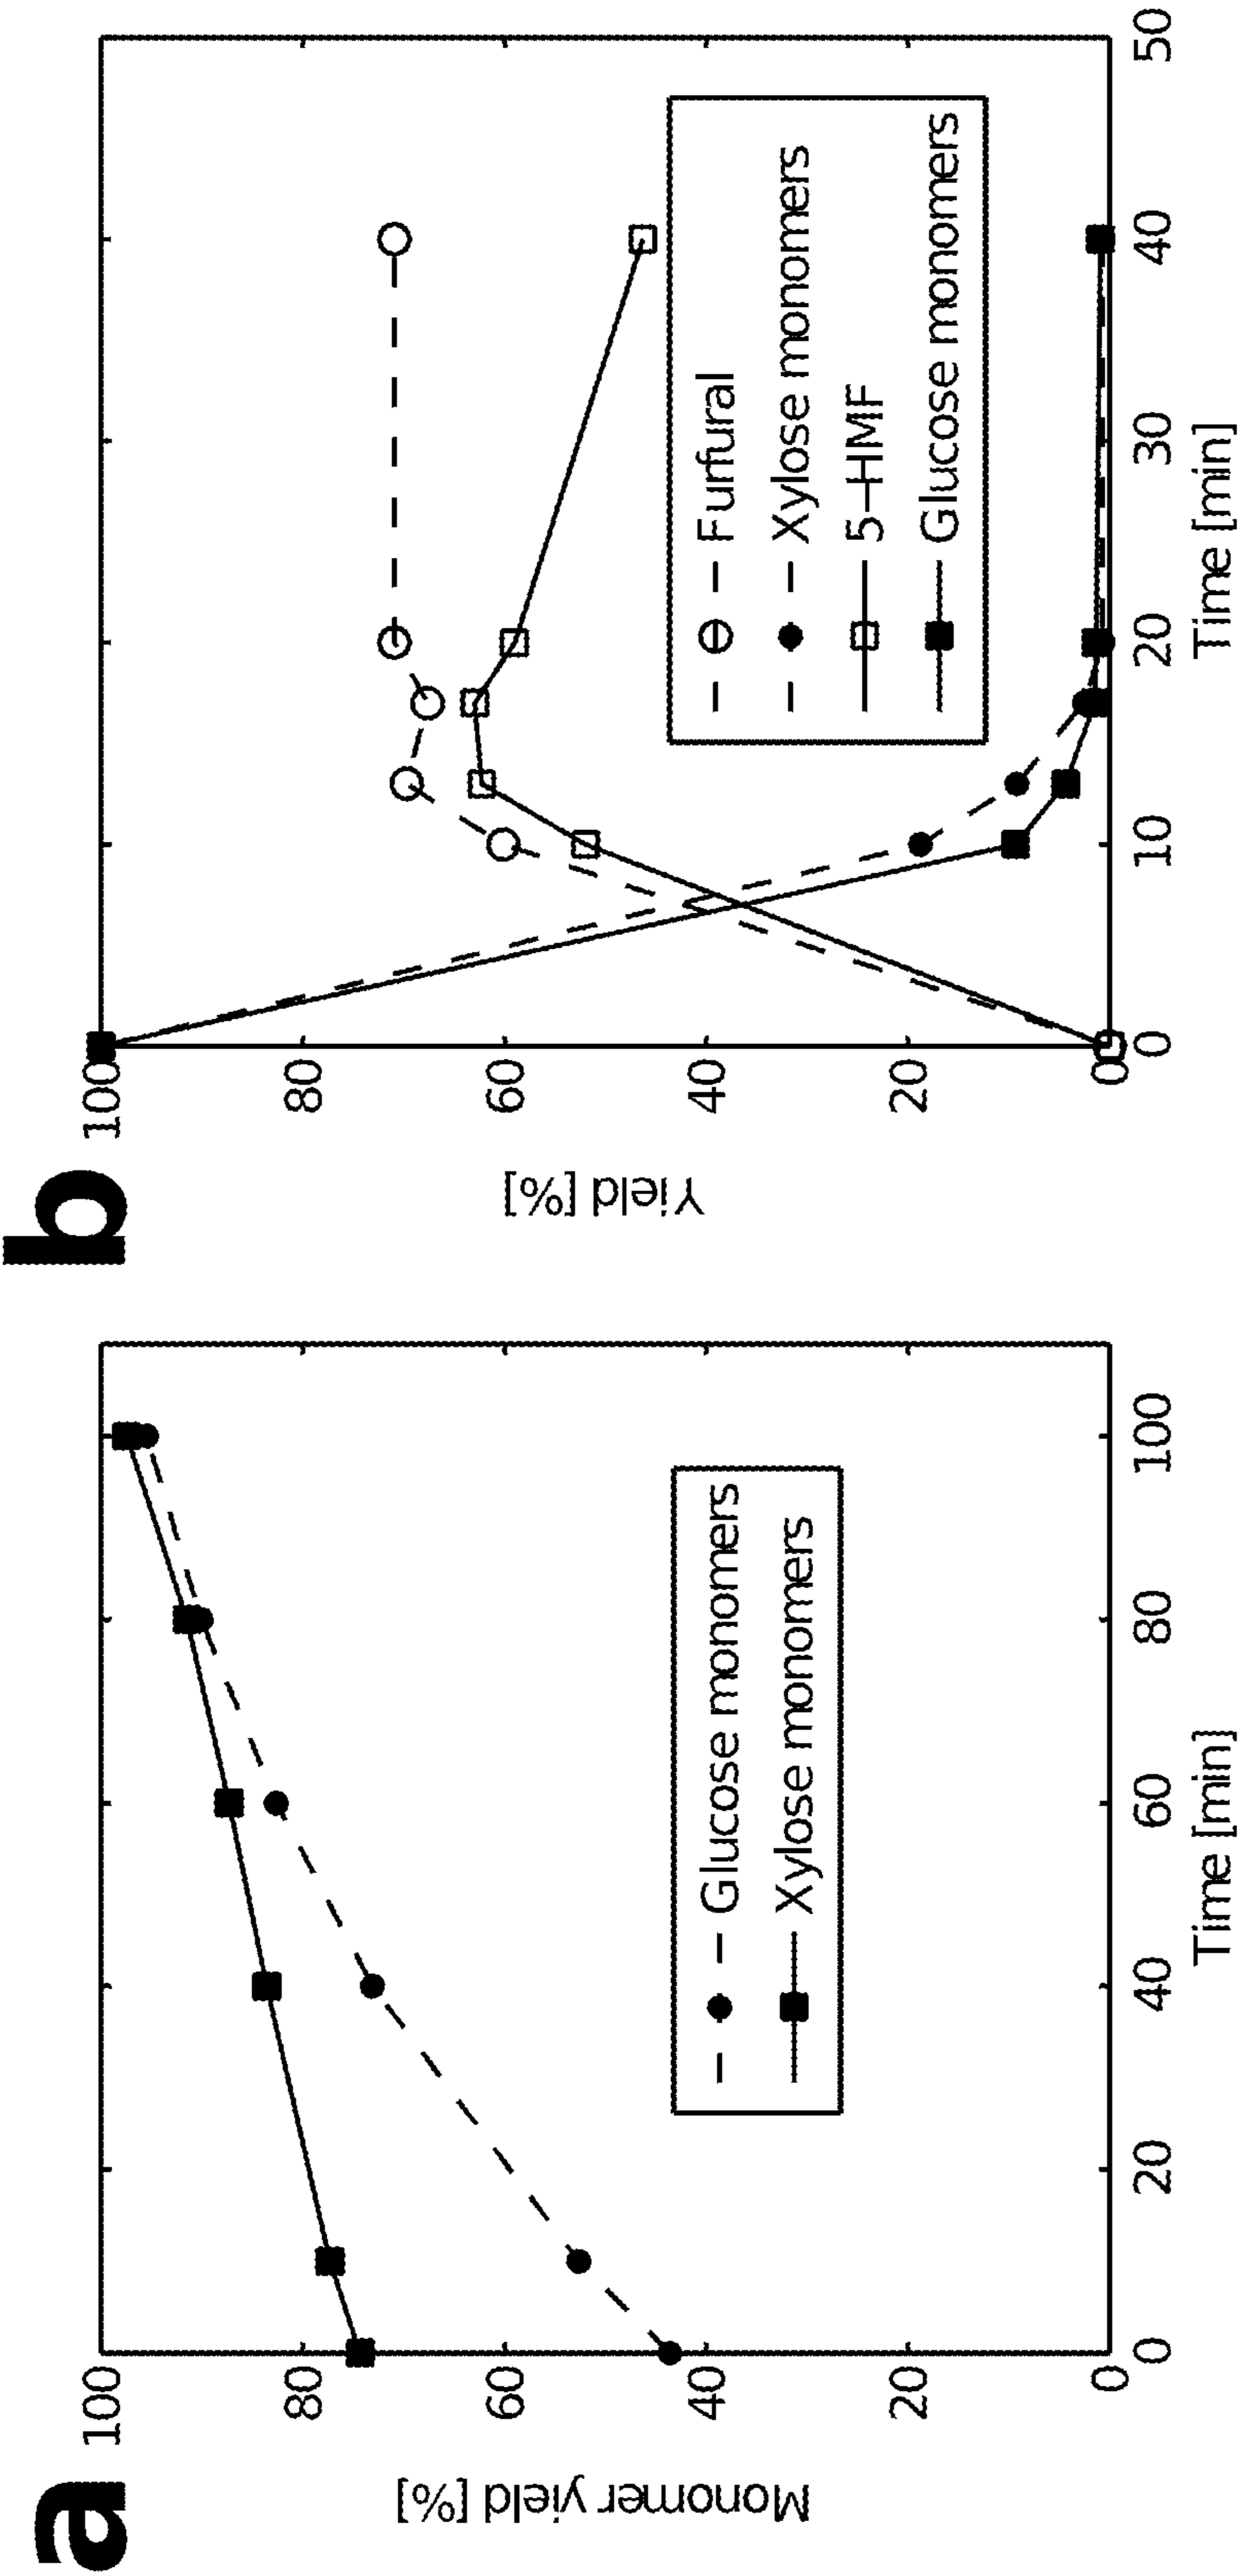 a
Monomer yield [%]
100
80
60
40
20
0
0 20 40 60 80 100
Time [min]
Glucose monomers
Xylose monomers
b
Yield [%]
100
80
60
40
20
0
0 10 20 30 40 50
Time [min]
Furfural
Xylose monomers
5-HMF
Glucose monomers